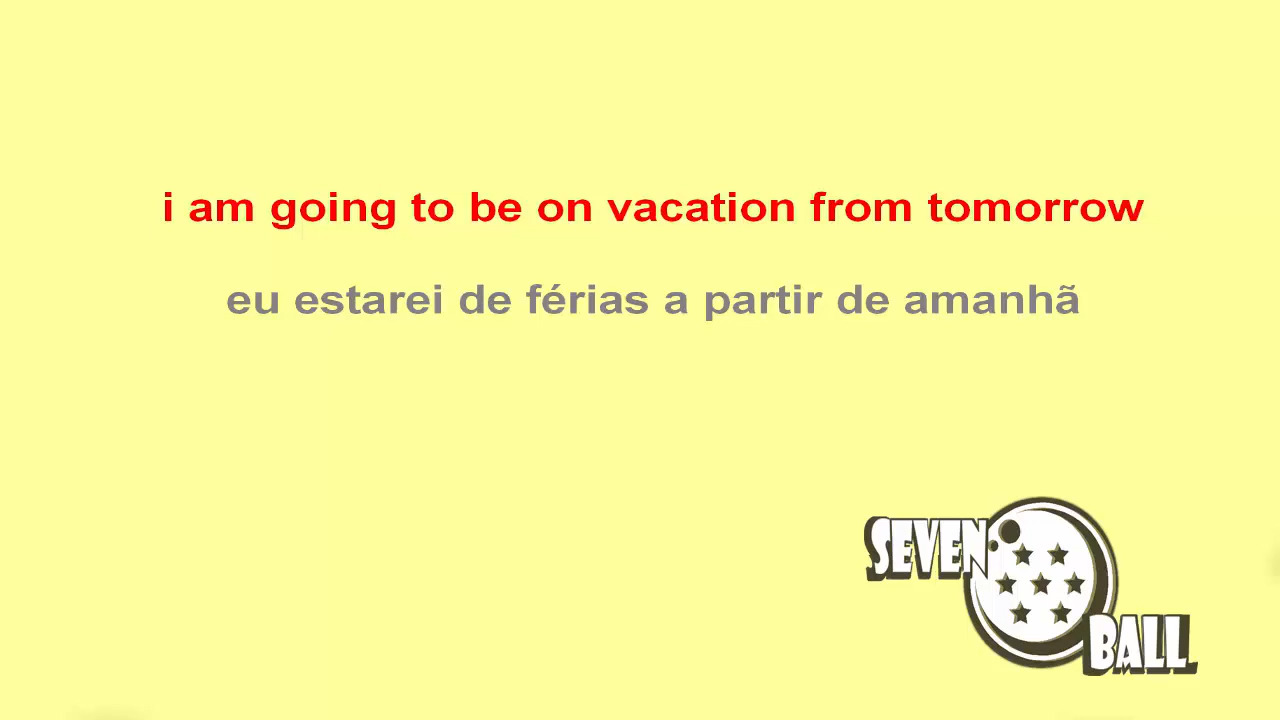 i am going to be on vacation from tomorrow
eu estarei de férias a partir de amanhã
SEVEN
BALL